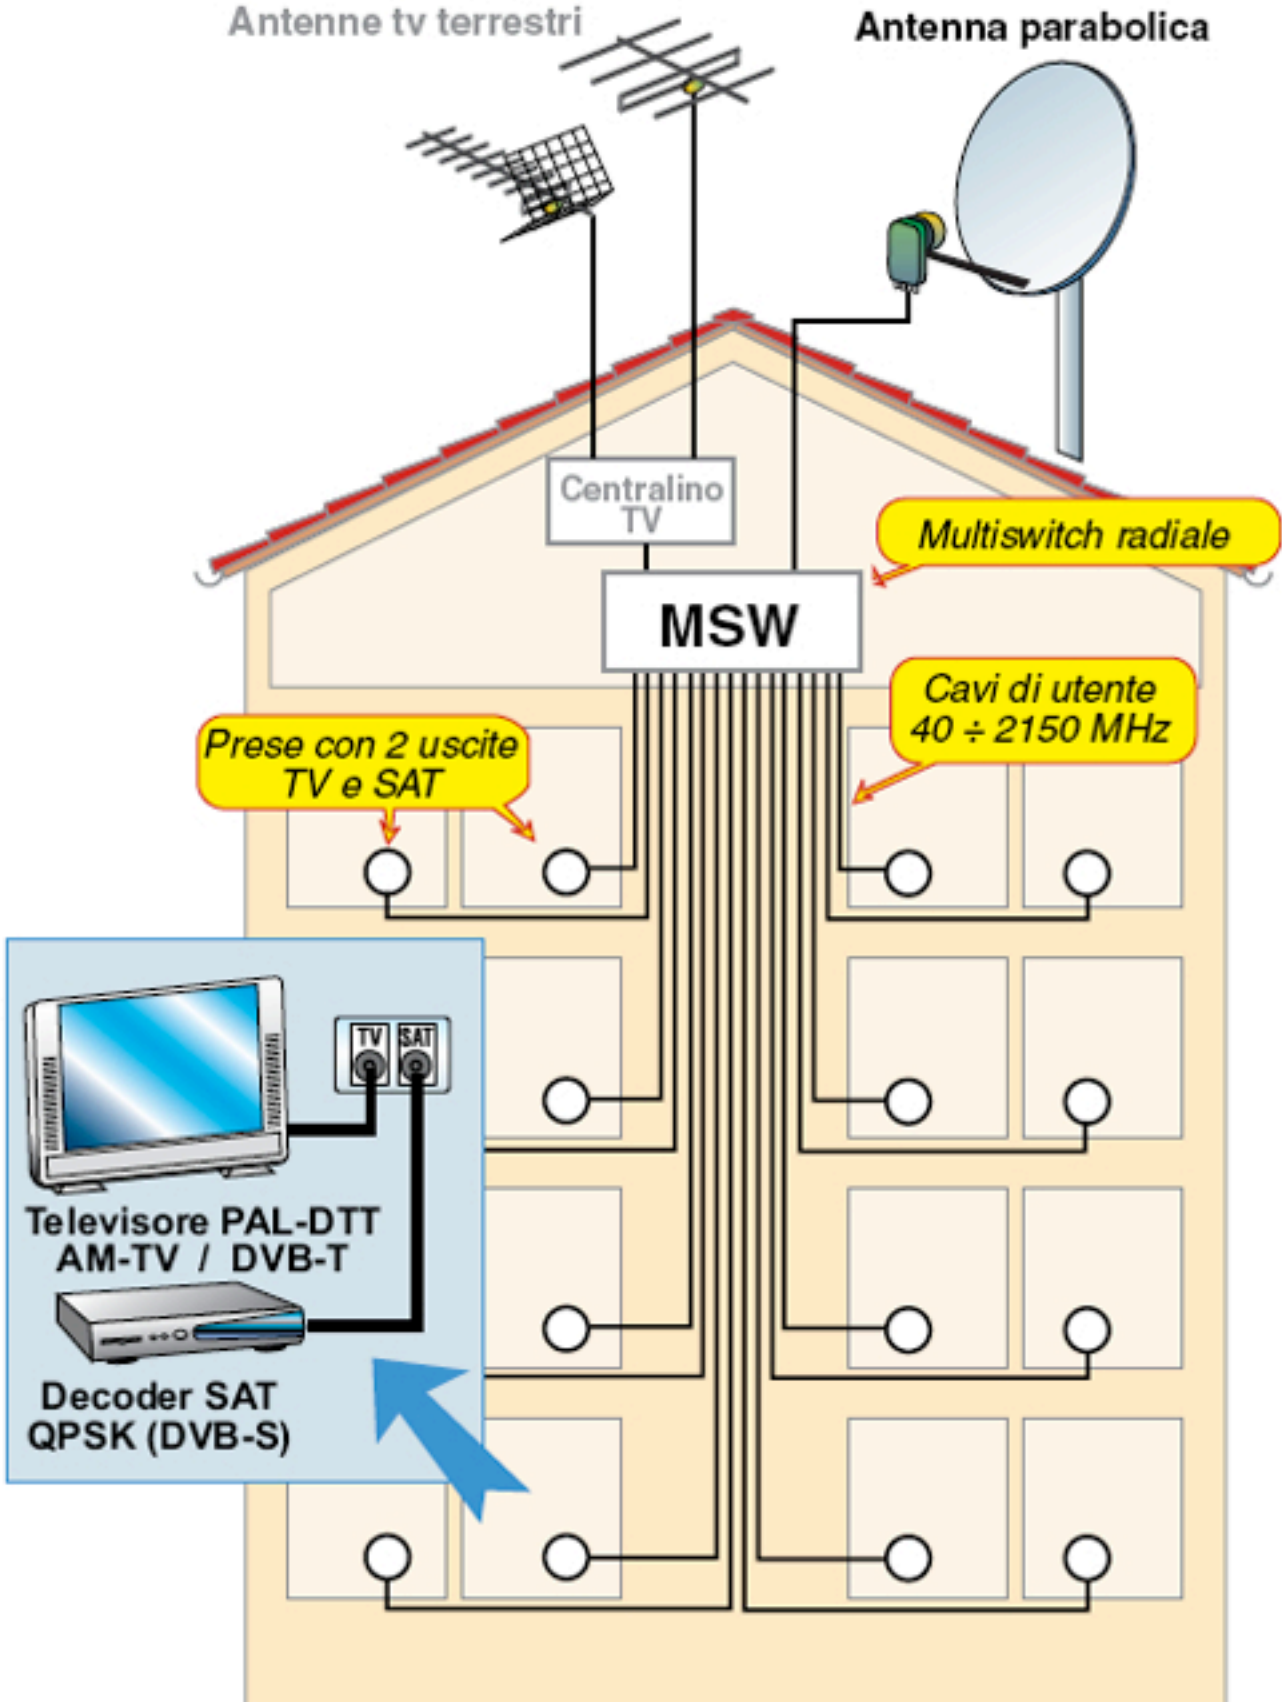 Antenne tv terrestri
Antenna parabolica
Centralino
TV
Multiswitch radiale
MSW
Cavi di utente
40 ÷ 2150 MHz
Prese con 2 uscite
TV e SAT
TV SAT
Televisore PAL-DTT
AM-TV / DVB-T
Decoder SAT
QPSK (DVB-S)